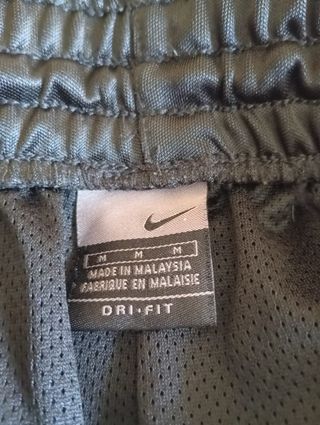 M M M
MADE IN MALAYSIA
FABRIQUE EN MALAISIE
DRI•FIT